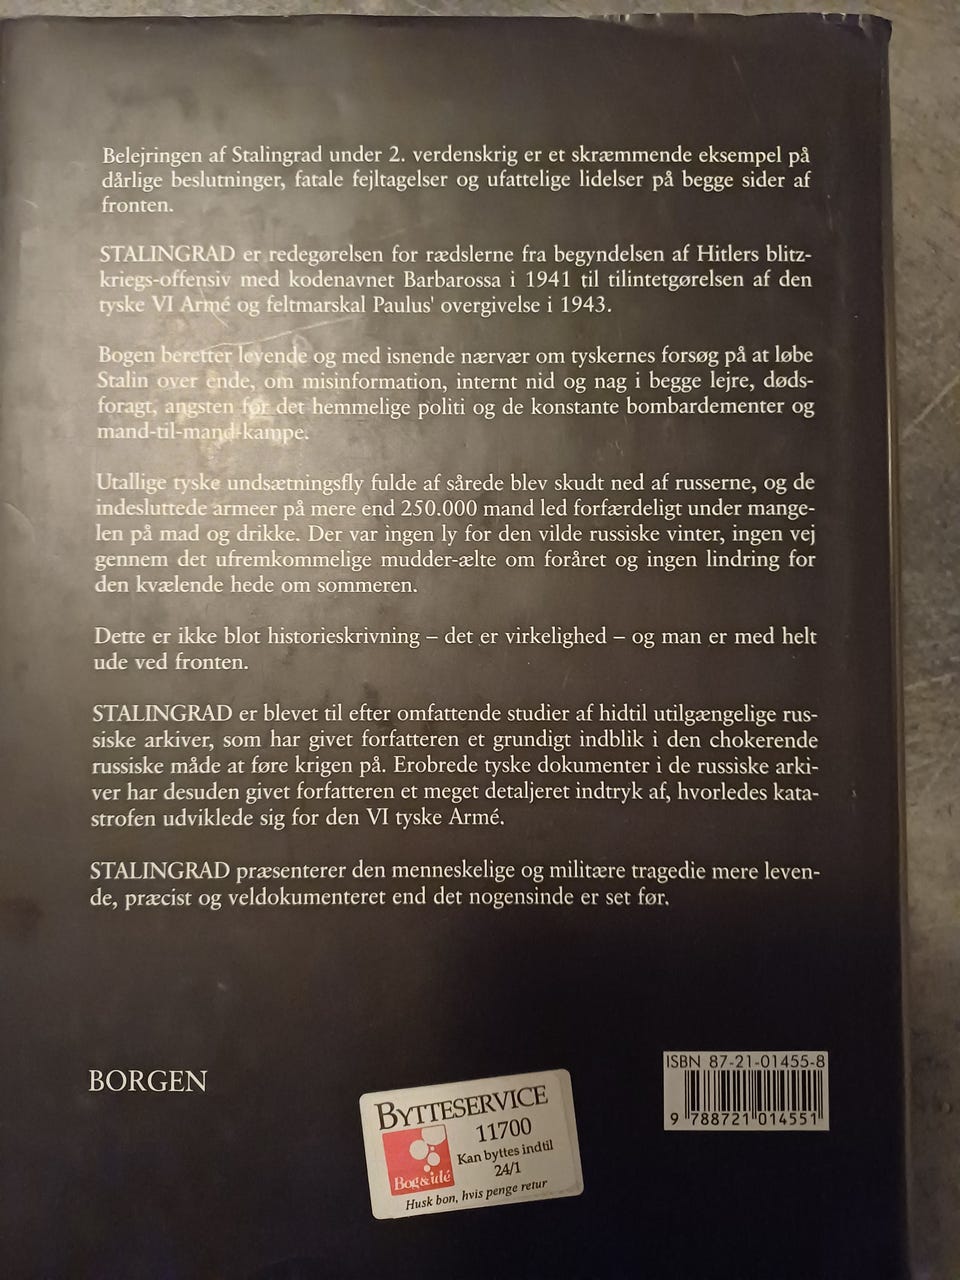 Belejringen af Stalingrad under 2. verdenskrig er et skræmmende eksempel på
dårlige beslutninger, fatale fejltagelser og ufattelige lidelser på begge sider af
fronten.
STALINGRAD er redegørelsen for rædslerne fra begyndelsen af Hitlers blitz-
kriegs-offensiv med kodenavnet Barbarossa i 1941 til tilintetgørelsen af den
tyske VI Armé og feltmarskal Paulus' overgivelse i 1943.
Bogen beretter levende og med isnende nærvær om tyskernes forsøg på at løbe
Stalin over ende, om misinformation, internt nid og nag i begge lejre, døds-
foragt, angsten for det hemmelige politi og de konstante bombardementer og
mand-til-mand-kampe.
Utallige tyske undsætningsfly fulde af sårede blev skudt ned af russerne, og de
indesluttede armeer på mere end 250.000 mand led forfærdeligt under mange-
len på mad og drikke. Der var ingen ly for den vilde russiske vinter, ingen vej
gennem det ufremkommelige mudder-ælte om foråret og ingen lindring for
den kvælende hede om sommeren.
Dette er ikke blot historieskrivning – det er virkelighed – og man er med helt
ude ved fronten.
STALINGRAD er blevet til efter omfattende studier af hidtil utilgængelige rus-
siske arkiver, som har givet forfatteren et grundigt indblik i den chokerende
russiske måde at føre krigen på. Erobrede tyske dokumenter i de russiske arki-
ver har desuden givet forfatteren et meget detaljeret indtryk af, hvorledes kata-
strofen udviklede sig for den VI tyske Armé.
STALINGRAD præsenterer den menneskelige og militære tragedie mere leven-
de, præcist og veldokumenteret end det nogensinde er set før.
BORGEN
ISBN 87-21-01455-8
9 788721 014551
BYTTESERVICE
11700
Kan byttes indtil
24/1
Bog&idé
Husk bon, hvis penge retur